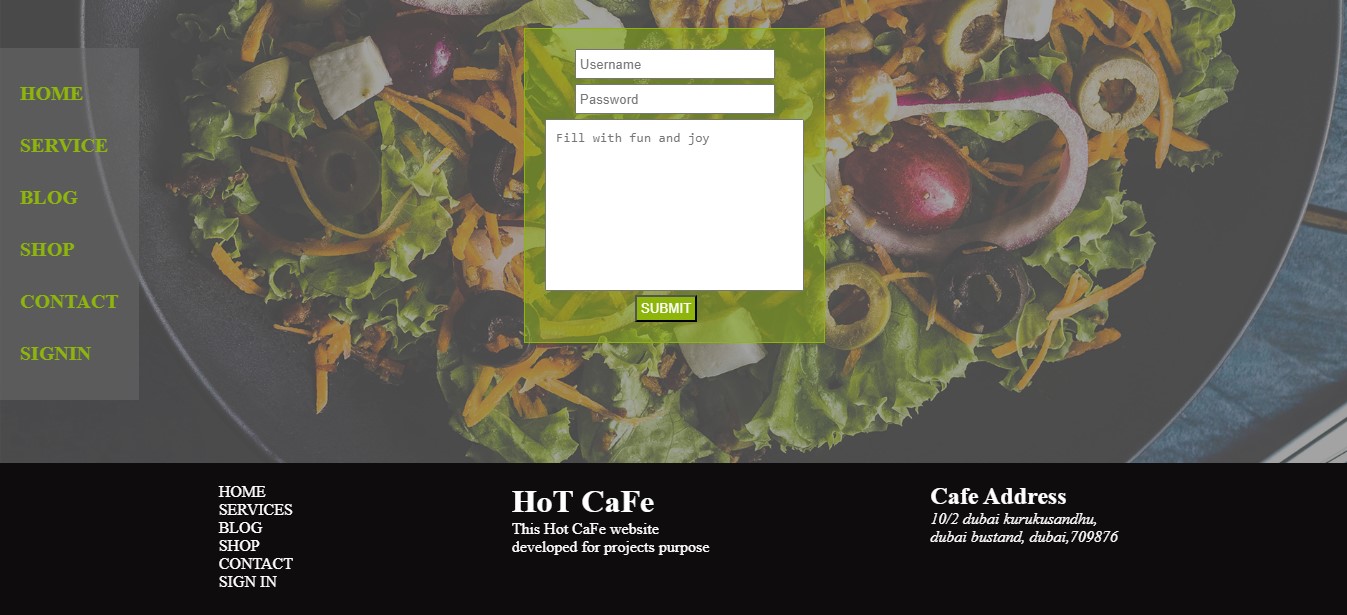 HOME
SERVICE
BLOG
SHOP
CONTACT
SIGNIN
Username
Password
Fill with fun and joy
SUBMIT
HOME
SERVICES
BLOG
SHOP
CONTACT
SIGN IN
HoT CaFe
This Hot CaFe website
developed for projects purpose
Cafe Address
10/2 dubai kurukusandhu,
dubai bustand, dubai,709876